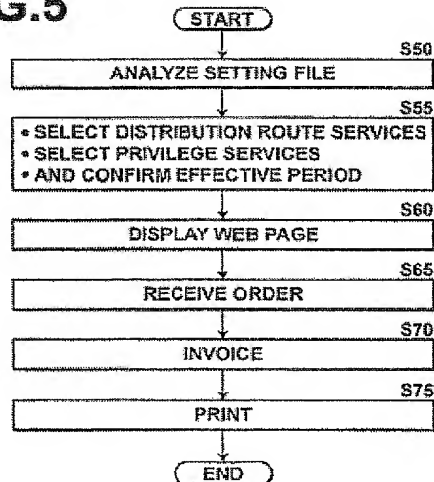 G.5
START
S50
ANALYZE SETTING FILE
S55
• SELECT DISTRIBUTION ROUTE SERVICES
• SELECT PRIVILEGE SERVICES
• AND CONFIRM EFFECTIVE PERIOD
S60
DISPLAY WEB PAGE
S65
RECEIVE ORDER
S70
INVOICE
S75
PRINT
END